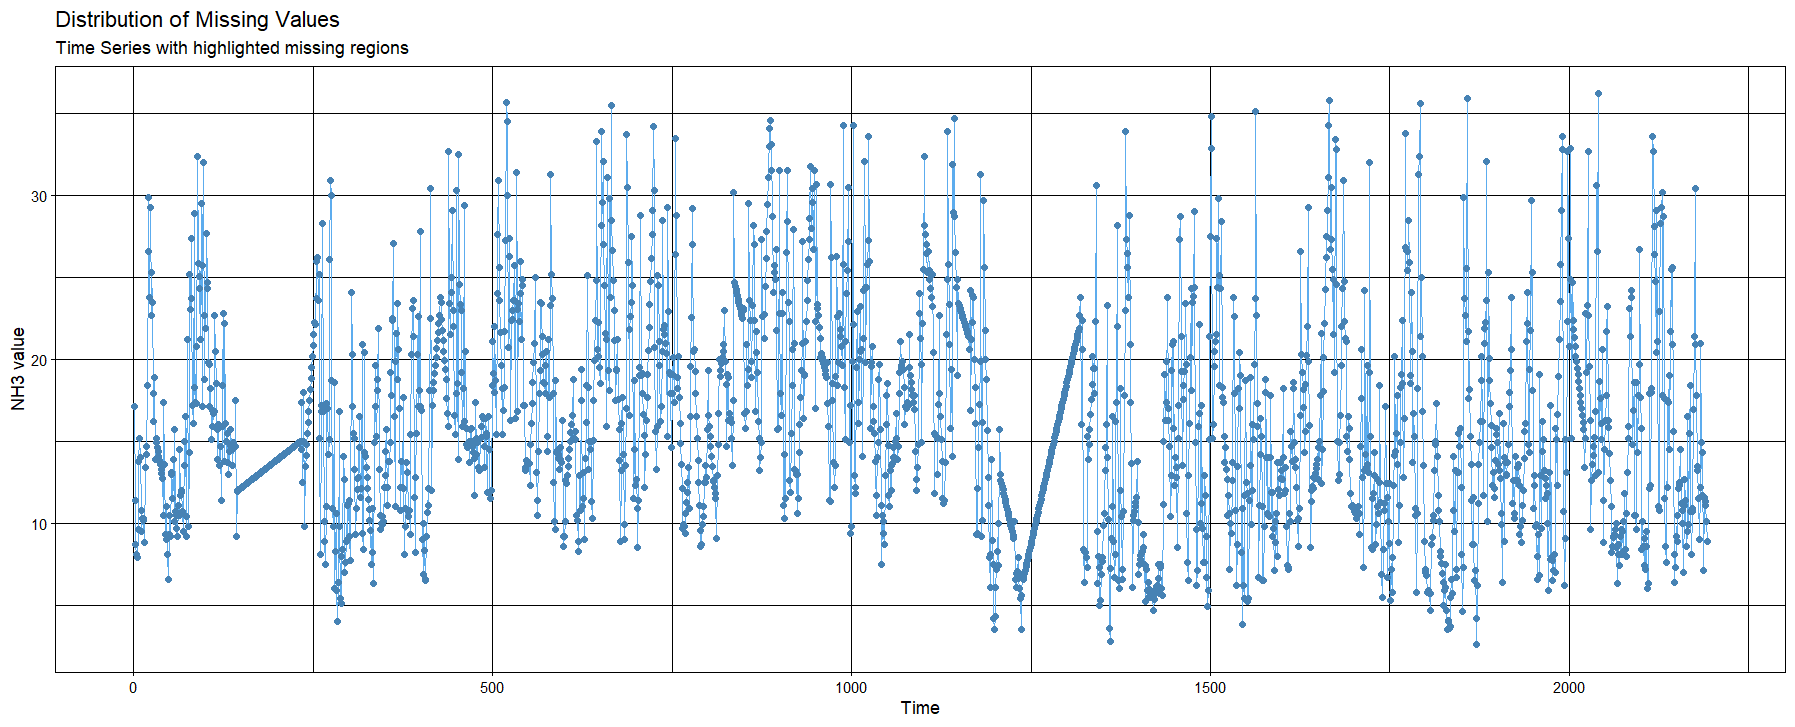 Distribution of Missing Values
Time Series with highlighted missing regions
NH3 value
30
20
10
0 500 1000 1500 2000
Time